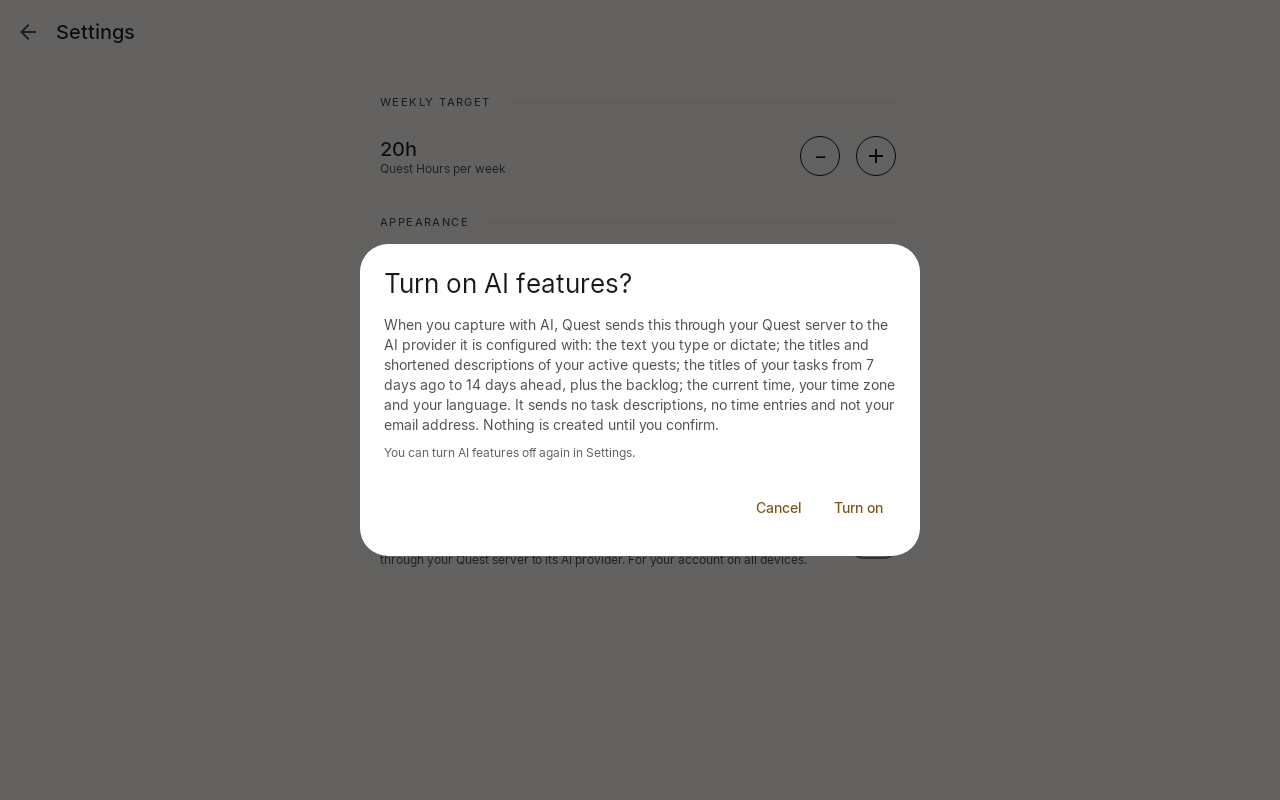 Settings
WEEKLY TARGET
20h
Quest Hours per week
APPEARANCE
Turn on AI features?
When you capture with AI, Quest sends this through your Quest server to the
AI provider it is configured with: the text you type or dictate; the titles and
shortened descriptions of your active quests; the titles of your tasks from 7
days ago to 14 days ahead, plus the backlog; the current time, your time zone
and your language. It sends no task descriptions, no time entries and not your
email address. Nothing is created until you confirm.
You can turn AI features off again in Settings.
Cancel Turn on
through your Quest server to its AI provider. For your account on all devices.